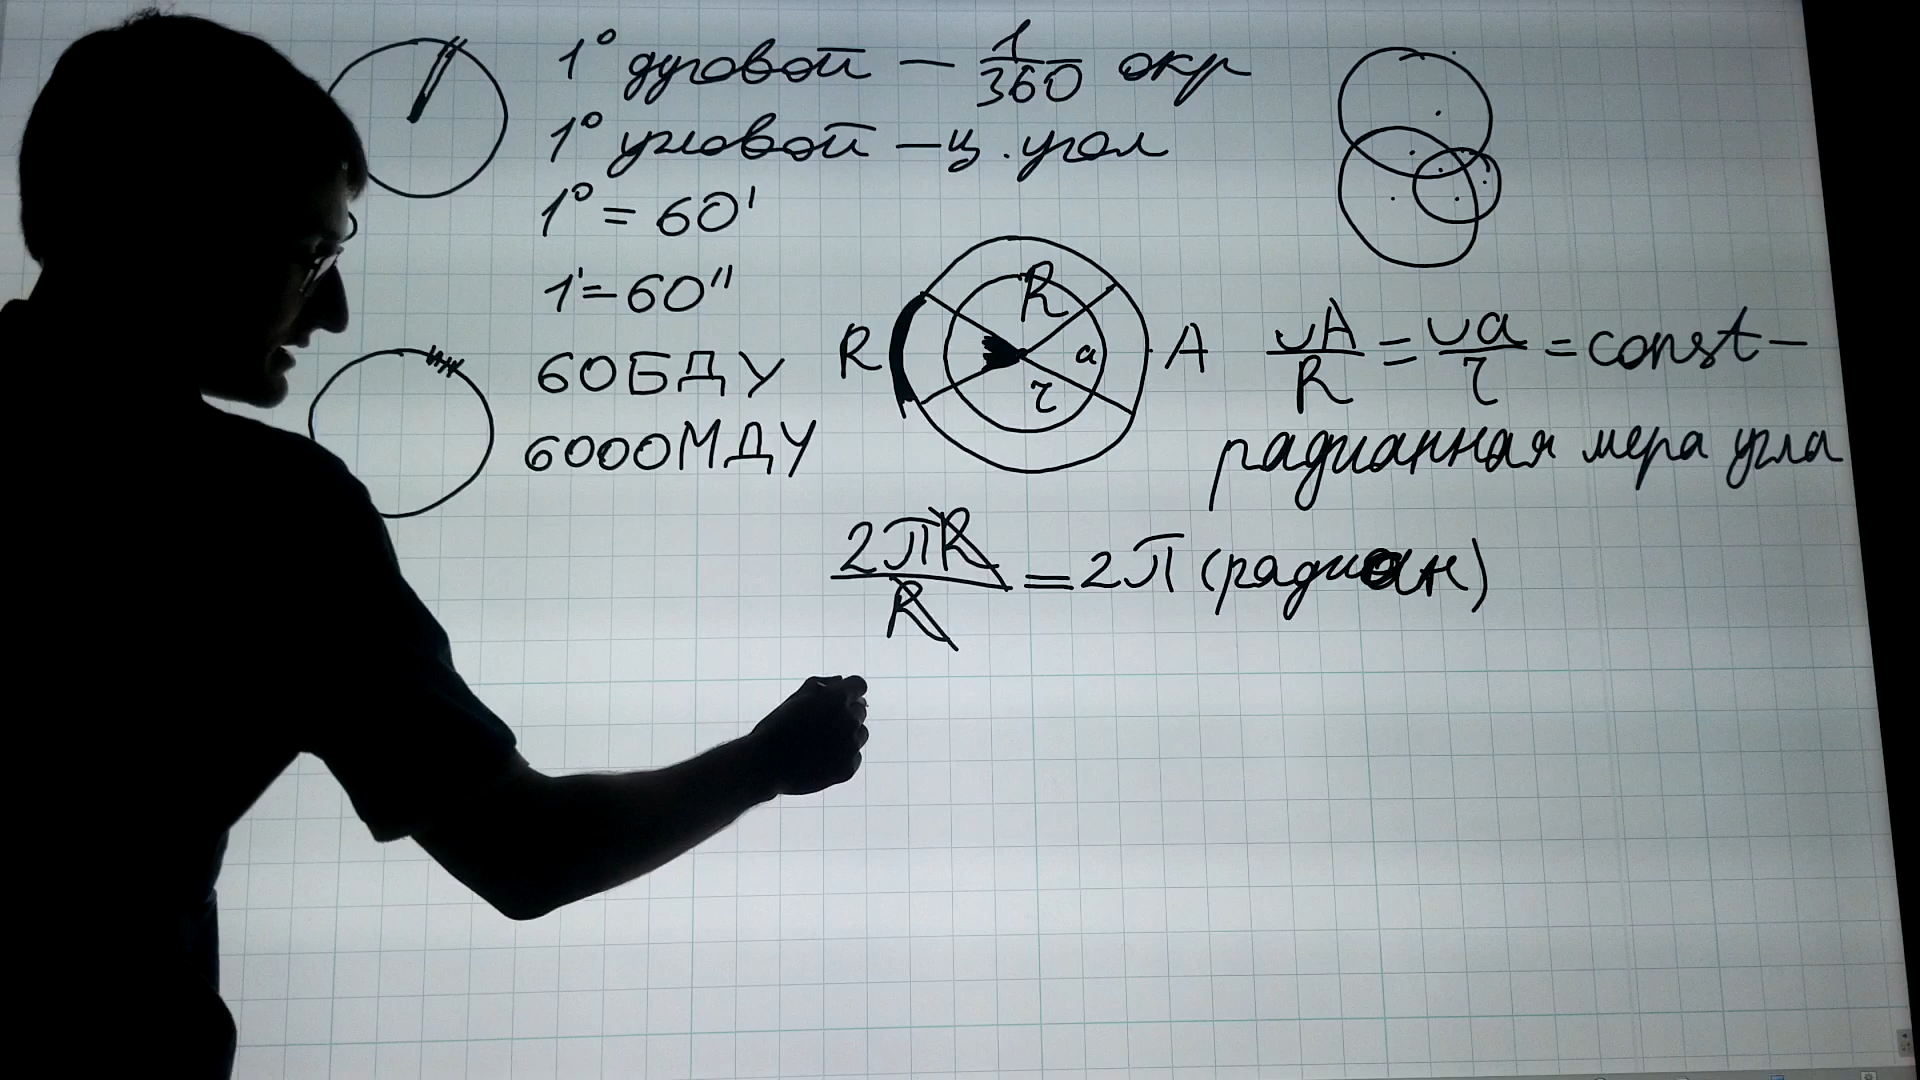 1° дуговой — 1/360 окр
1° угловой — ц. угол
1° = 60'
1' = 60''
60БДУ
6000МДУ
R
R
a
r
A
∪A/R = ∪a/r = const —
радианная мера угла
2πR/R = 2π (радиан)